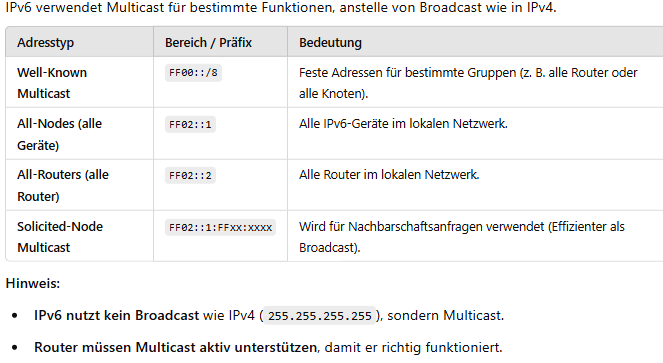 IPv6 verwendet Multicast für bestimmte Funktionen, anstelle von Broadcast wie in IPv4.
Adresstyp Bereich / Präfix Bedeutung
Well-Known Multicast FF00::/8 Feste Adressen für bestimmte Gruppen (z. B. alle Router oder alle Knoten).
All-Nodes (alle Geräte) FF02::1 Alle IPv6-Geräte im lokalen Netzwerk.
All-Routers (alle Router) FF02::2 Alle Router im lokalen Netzwerk.
Solicited-Node Multicast FF02::1:FFxx:xxxx Wird für Nachbarschaftsanfragen verwendet (Effizienter als Broadcast).
Hinweis:
• IPv6 nutzt kein Broadcast wie IPv4 (255.255.255.255), sondern Multicast.
• Router müssen Multicast aktiv unterstützen, damit er richtig funktioniert.